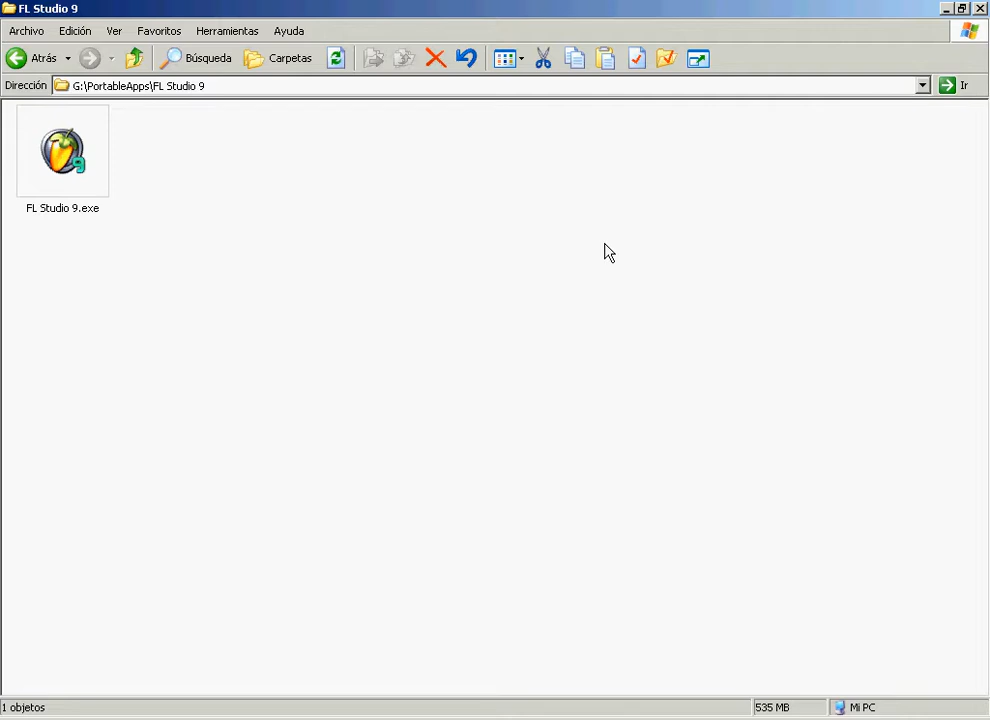 FL Studio 9
Archivo Edición Ver Favoritos Herramientas Ayuda
Atrás Búsqueda Carpetas
Dirección G:\PortableApps\FL Studio 9 Ir
9
FL Studio 9.exe
1 objetos 535 MB Mi PC